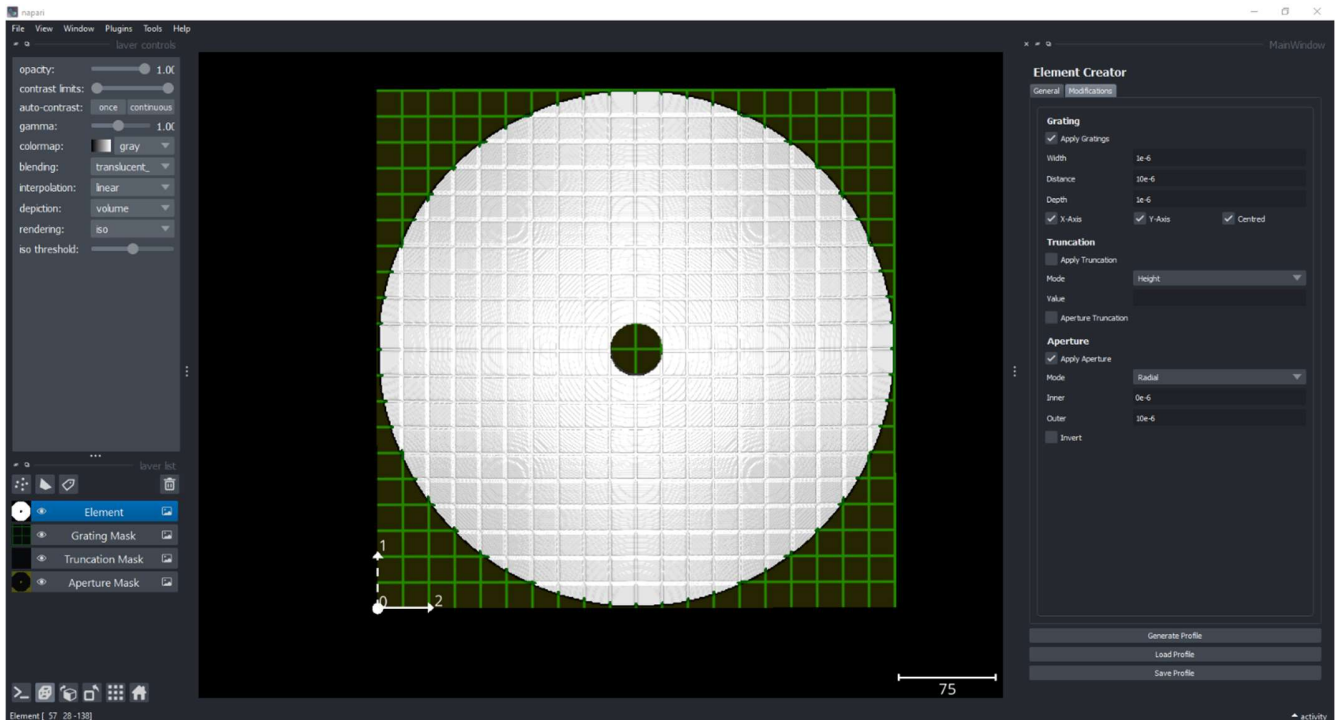 napari
File View Window Plugins Tools Help
layer controls
MainWindow
opacity: 1.00
contrast limits:
auto-contrast: once continuous
gamma: 1.00
colormap: gray
blending: translucent_
interpolation: linear
depiction: volume
rendering: iso
iso threshold:
layer list
Element
Grating Mask
Truncation Mask
Aperture Mask
1
0
2
75
Element Creator
General Modifications
Grating
Apply Gratings
Width 1e-6
Distance 10e-6
Depth 1e-6
X-Axis Y-Axis Centred
Truncation
Apply Truncation
Mode Height
Value
Aperture Truncation
Aperture
Apply Aperture
Mode Radial
Inner 0e-6
Outer 10e-6
Invert
Generate Profile
Load Profile
Save Profile
Element [ 57 28 -138]
activity